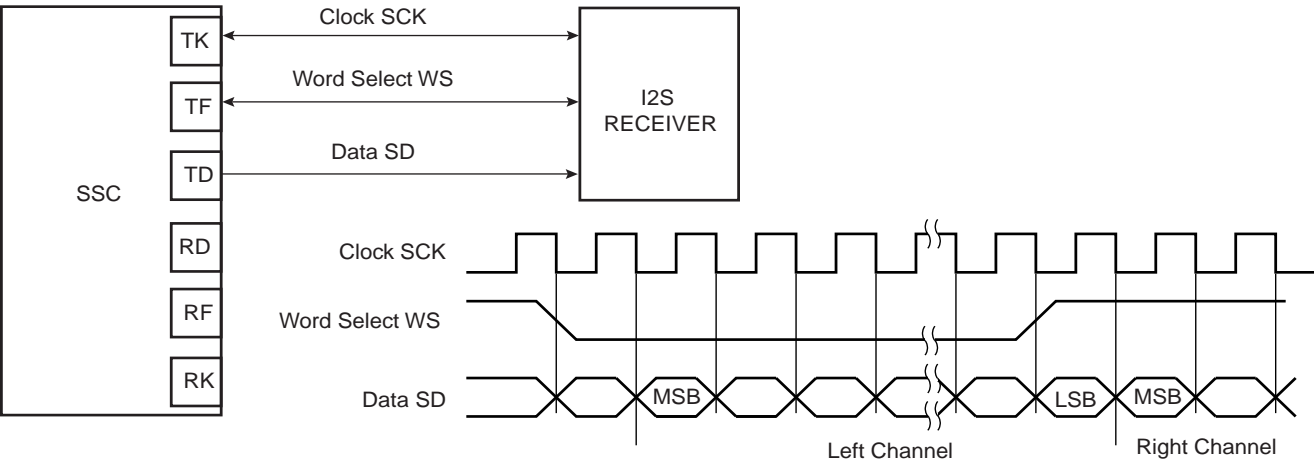 SSC
TK
TF
TD
RD
RF
RK
Clock SCK
Word Select WS
Data SD
I2S
RECEIVER
Clock SCK
Word Select WS
Data SD
MSB
LSB
MSB
Left Channel
Right Channel